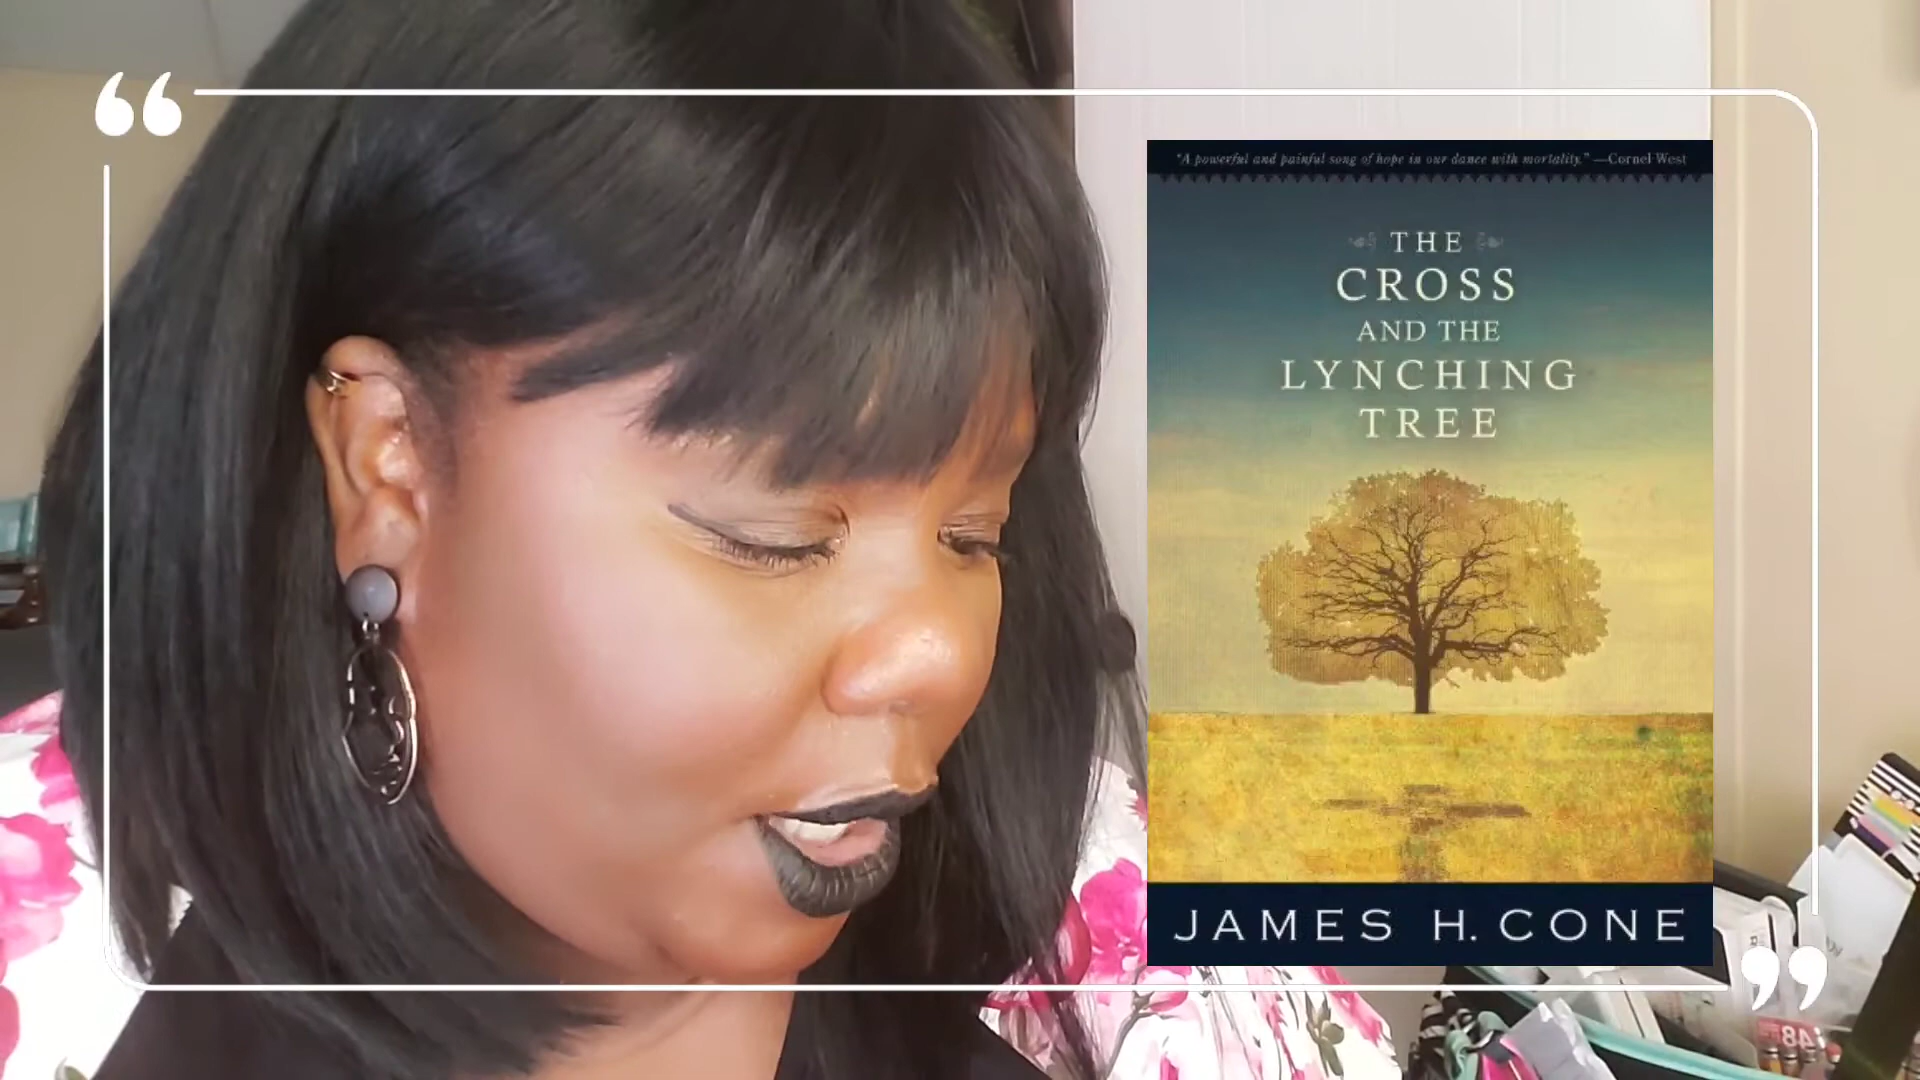 “A powerful and painful song of hope in our dance with mortality.” —Cornel West
THE
CROSS
AND THE
LYNCHING
TREE
JAMES H. CONE
48